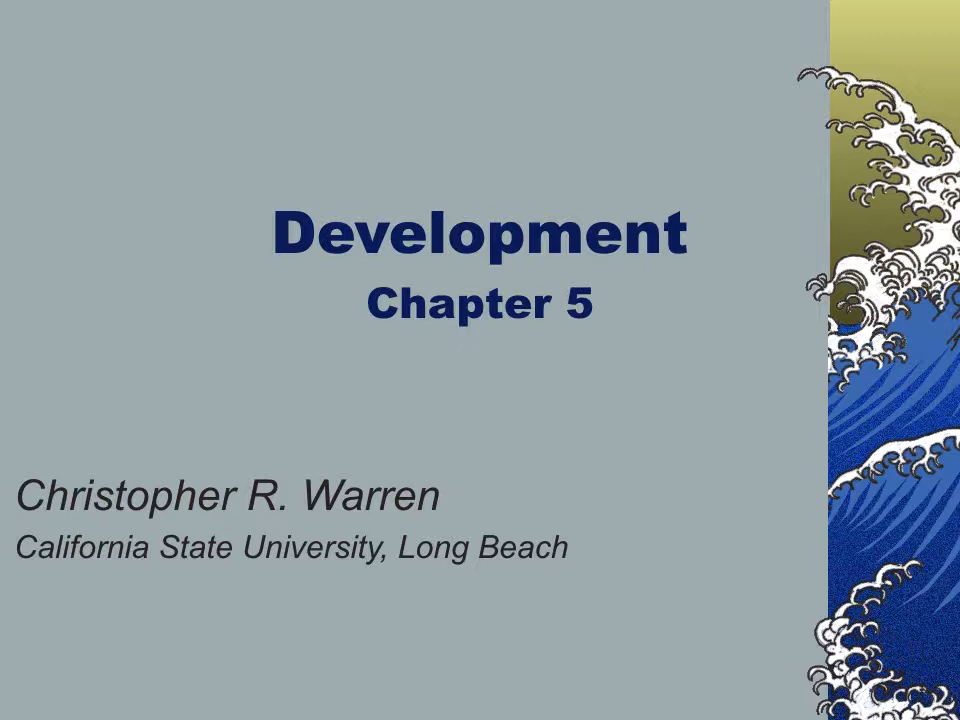 Development
Chapter 5
Christopher R. Warren
California State University, Long Beach